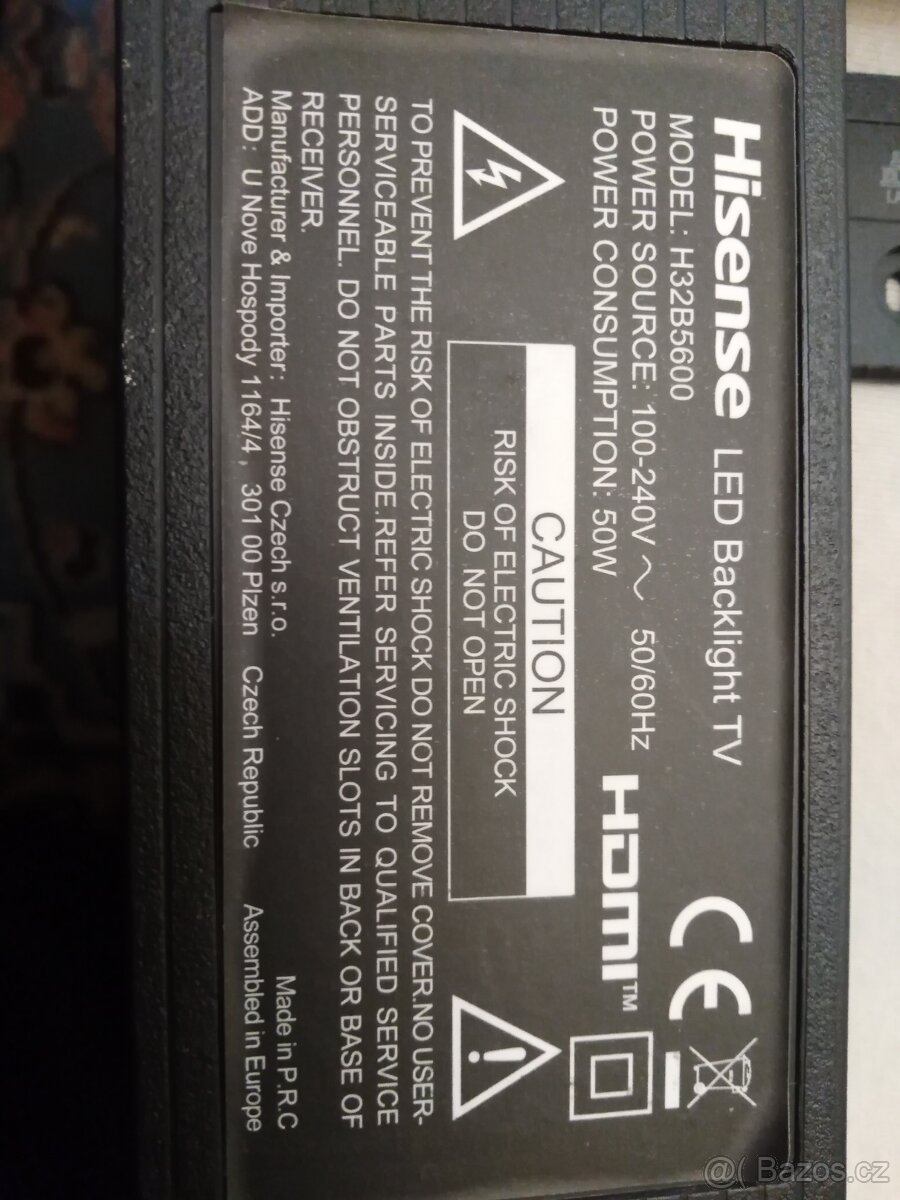 Hisense LED Backlight TV
MODEL: H32B5600
POWER SOURCE: 100-240V ~ 50/60Hz
POWER CONSUMPTION: 50W
HDMI™
CE
CAUTION
RISK OF ELECTRIC SHOCK
DO NOT OPEN
TO PREVENT THE RISK OF ELECTRIC SHOCK DO NOT REMOVE COVER.NO USER-
SERVICEABLE PARTS INSIDE.REFER SERVICING TO QUALIFIED SERVICE
PERSONNEL. DO NOT OBSTRUCT VENTILATION SLOTS IN BACK OR BASE OF
RECEIVER.
Manufacturer & Importer: Hisense Czech s.r.o. Made in P.R.C
ADD: U Nove Hospody 1164/4, 301 00 Plzen Czech Republic Assembled in Europe
@( Bazos.cz